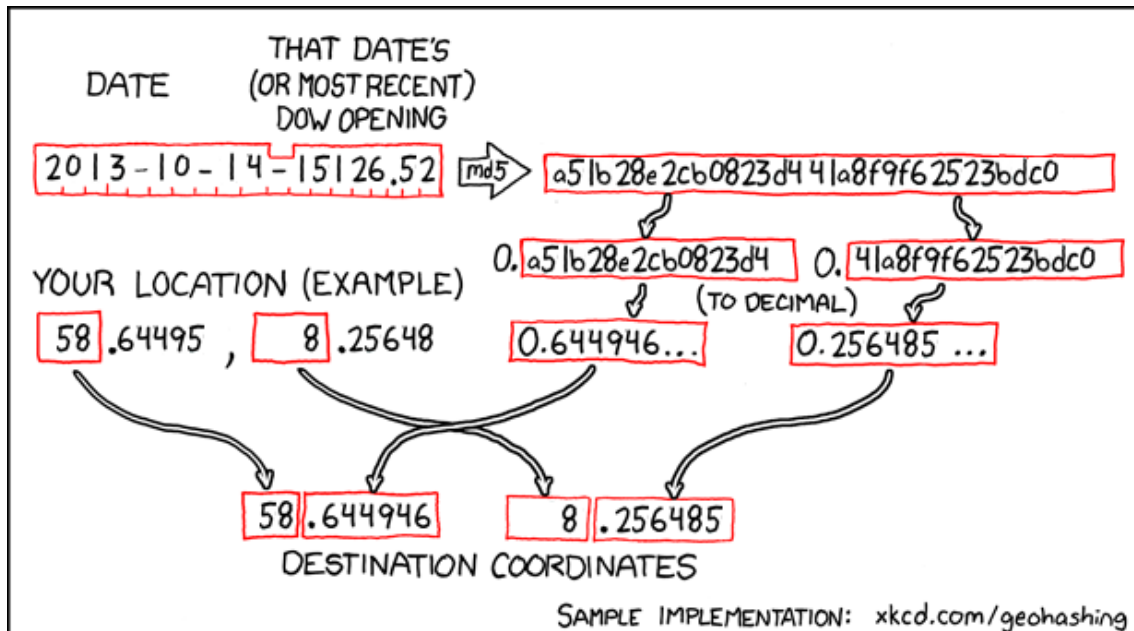 DATE
THAT DATE'S
(OR MOST RECENT)
DOW OPENING
2013-10-14-15126.52
md5
a51b28e2cb0823d441a8f9f62523bdc0
0.a51b28e2cb0823d4
0.41a8f9f62523bdc0
YOUR LOCATION (EXAMPLE)
(TO DECIMAL)
58.64495, 8.25648
0.644946...
0.256485...
58.644946
8.256485
DESTINATION COORDINATES
SAMPLE IMPLEMENTATION: xkcd.com/geohashing